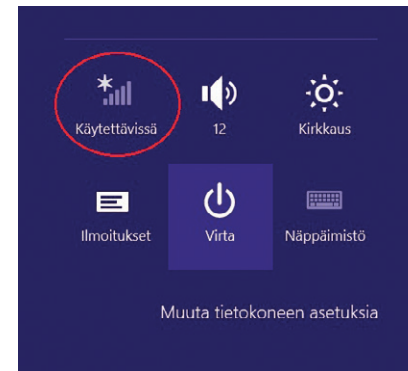 Käytettävissä 12 Kirkkaus
Ilmoitukset Virta Näppäimistö
Muuta tietokoneen asetuksia